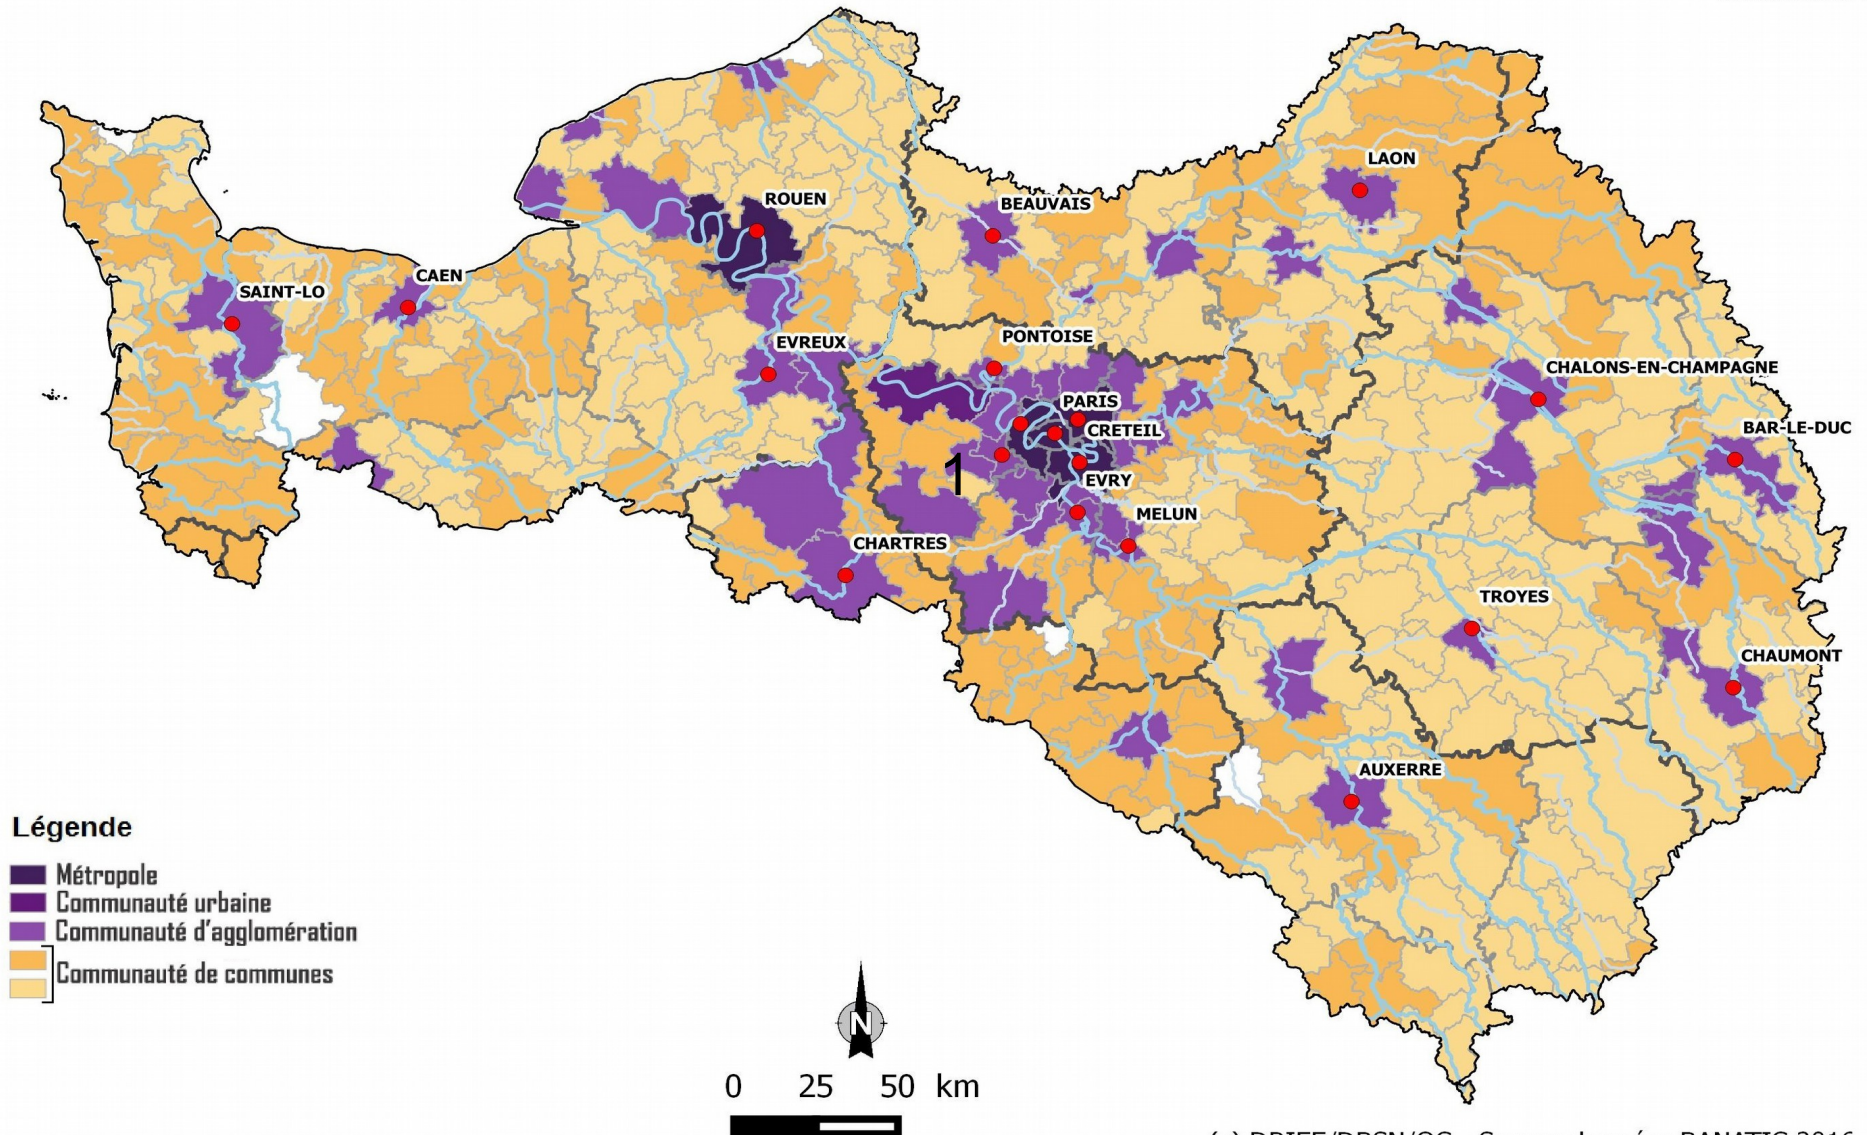 LAON
ROUEN
BEAUVAIS
CAEN
SAINT-LO
PONTOISE
EVREUX
CHALONS-EN-CHAMPAGNE
PARIS
CRETEIL
BAR-LE-DUC
1
EVRY
MELUN
CHARTRES
TROYES
CHAUMONT
AUXERRE
Légende
Métropole
Communauté urbaine
Communauté d'agglomération
Communauté de communes
N
0 25 50 km